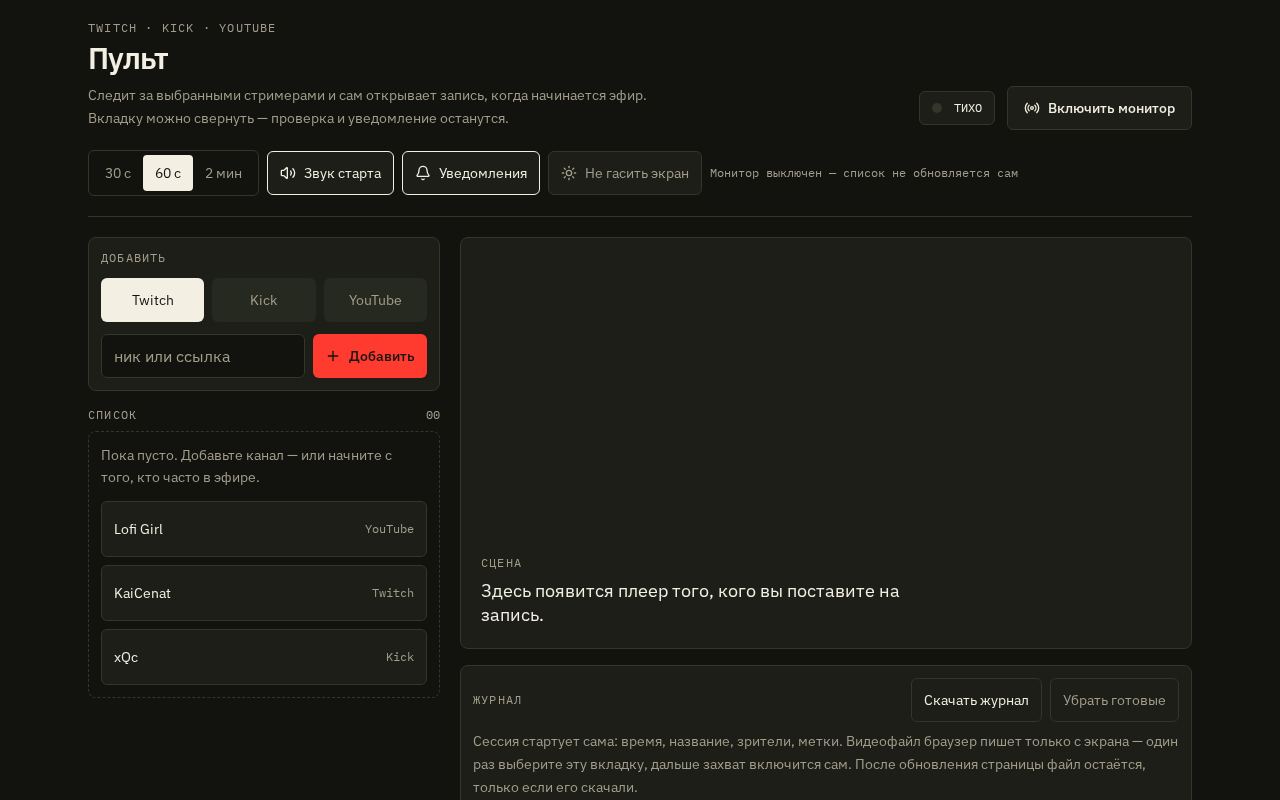 TWITCH · KICK · YOUTUBE
Пульт
Следит за выбранными стримерами и сам открывает запись, когда начинается эфир.
Вкладку можно свернуть — проверка и уведомление останутся.
ТИХО
Включить монитор
30 с
60 с
2 мин
Звук старта
Уведомления
Не гасить экран
Монитор выключен — список не обновляется сам
ДОБАВИТЬ
Twitch
Kick
YouTube
ник или ссылка
Добавить
СПИСОК
00
Пока пусто. Добавьте канал — или начните с
того, кто часто в эфире.
Lofi Girl
YouTube
KaiCenat
Twitch
xQc
Kick
СЦЕНА
Здесь появится плеер того, кого вы поставите на
запись.
ЖУРНАЛ
Скачать журнал
Убрать готовые
Сессия стартует сама: время, название, зрители, метки. Видеофайл браузер пишет только с экрана — один
раз выберите эту вкладку, дальше захват включится сам. После обновления страницы файл остаётся,
только если его скачали.